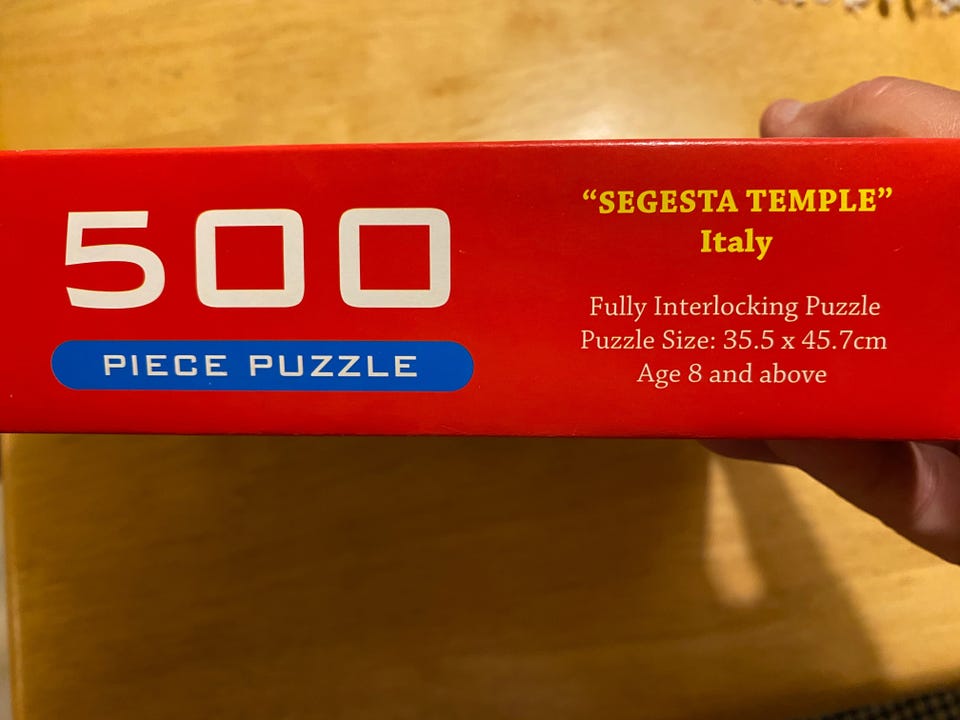 500
PIECE PUZZLE
“SEGESTA TEMPLE”
Italy
Fully Interlocking Puzzle
Puzzle Size: 35.5 x 45.7cm
Age 8 and above